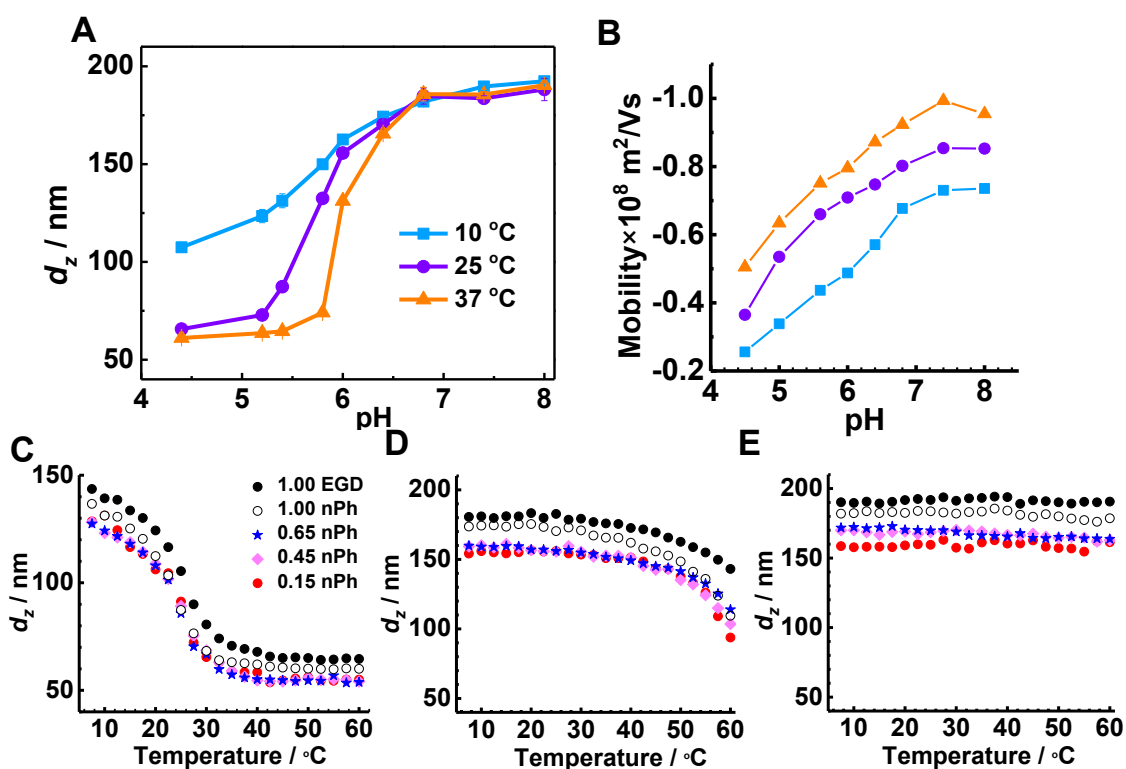 A
200
150
100
50
4
5
6
7
8
d_z / nm
pH
10 °C
25 °C
37 °C
B
-1.0
-0.8
-0.6
-0.4
-0.2
4
5
6
7
8
Mobility×10⁸ m²/Vs
pH
C
150
100
50
10 20 30 40 50 60
d_z / nm
Temperature / °C
1.00 EGD
1.00 nPh
0.65 nPh
0.45 nPh
0.15 nPh
D
200
150
100
50
10 20 30 40 50 60
d_z / nm
Temperature / °C
E
200
150
100
50
10 20 30 40 50 60
d_z / nm
Temperature / °C